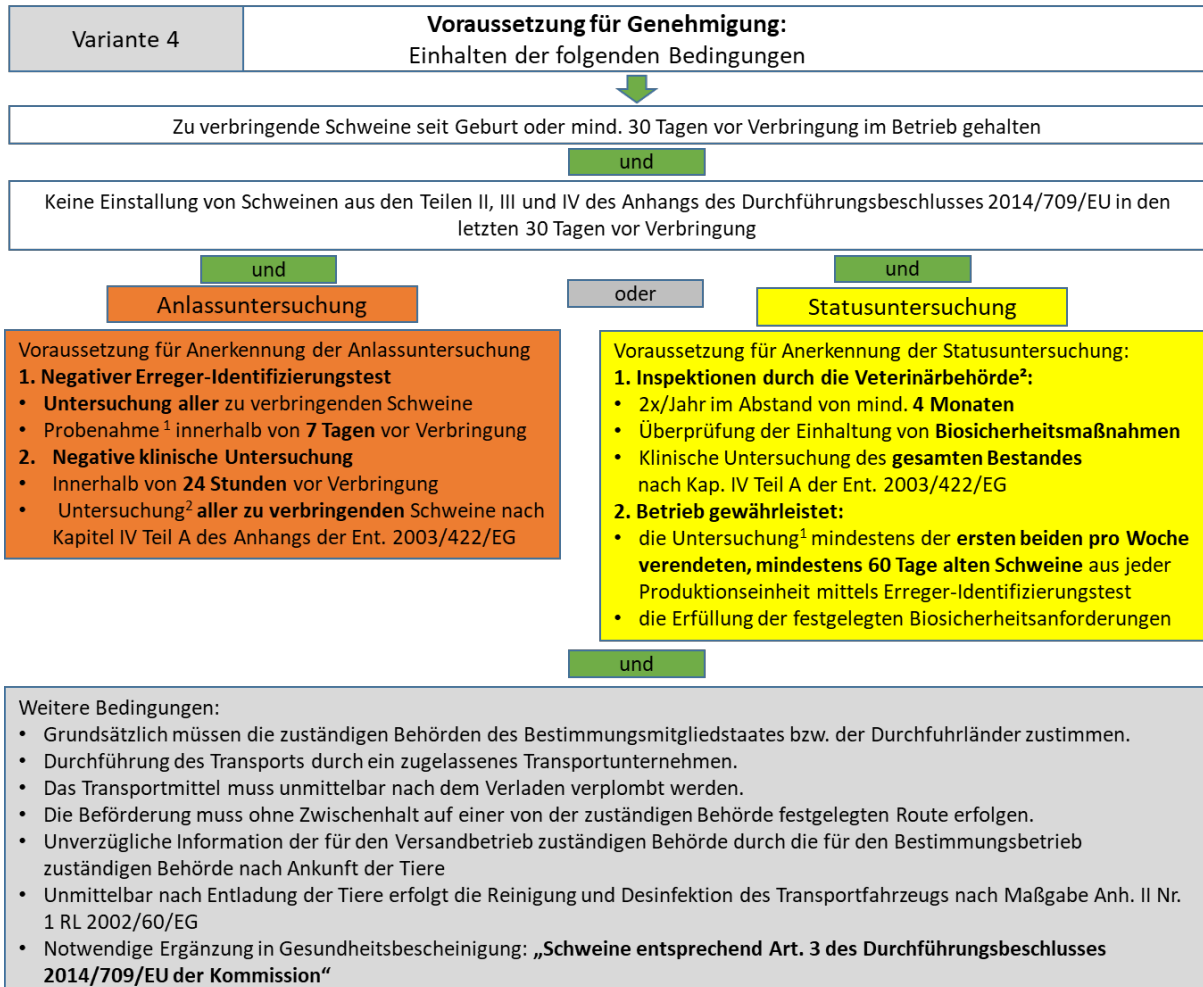 Variante 4
Voraussetzung für Genehmigung:
Einhalten der folgenden Bedingungen
Zu verbringende Schweine seit Geburt oder mind. 30 Tagen vor Verbringung im Betrieb gehalten
und
Keine Einstallung von Schweinen aus den Teilen II, III und IV des Anhangs des Durchführungsbeschlusses 2014/709/EU in den
letzten 30 Tagen vor Verbringung
und
und
Anlassuntersuchung
oder
Statusuntersuchung
Voraussetzung für Anerkennung der Anlassuntersuchung
1. Negativer Erreger-Identifizierungstest
• Untersuchung aller zu verbringenden Schweine
• Probenahme ¹ innerhalb von 7 Tagen vor Verbringung
2. Negative klinische Untersuchung
• Innerhalb von 24 Stunden vor Verbringung
• Untersuchung² aller zu verbringenden Schweine nach
Kapitel IV Teil A des Anhangs der Ent. 2003/422/EG
Voraussetzung für Anerkennung der Statusuntersuchung:
1. Inspektionen durch die Veterinärbehörde²:
• 2x/Jahr im Abstand von mind. 4 Monaten
• Überprüfung der Einhaltung von Biosicherheitsmaßnahmen
• Klinische Untersuchung des gesamten Bestandes
nach Kap. IV Teil A der Ent. 2003/422/EG
2. Betrieb gewährleistet:
• die Untersuchung¹ mindestens der ersten beiden pro Woche
verendeten, mindestens 60 Tage alten Schweine aus jeder
Produktionseinheit mittels Erreger-Identifizierungstest
• die Erfüllung der festgelegten Biosicherheitsanforderungen
und
Weitere Bedingungen:
• Grundsätzlich müssen die zuständigen Behörden des Bestimmungsmitgliedstaates bzw. der Durchfuhrländer zustimmen.
• Durchführung des Transports durch ein zugelassenes Transportunternehmen.
• Das Transportmittel muss unmittelbar nach dem Verladen verplombt werden.
• Die Beförderung muss ohne Zwischenhalt auf einer von der zuständigen Behörde festgelegten Route erfolgen.
• Unverzügliche Information der für den Versandbetrieb zuständigen Behörde durch die für den Bestimmungsbetrieb
zuständigen Behörde nach Ankunft der Tiere
• Unmittelbar nach Entladung der Tiere erfolgt die Reinigung und Desinfektion des Transportfahrzeugs nach Maßgabe Anh. II Nr.
1 RL 2002/60/EG
• Notwendige Ergänzung in Gesundheitsbescheinigung: „Schweine entsprechend Art. 3 des Durchführungsbeschlusses
2014/709/EU der Kommission“